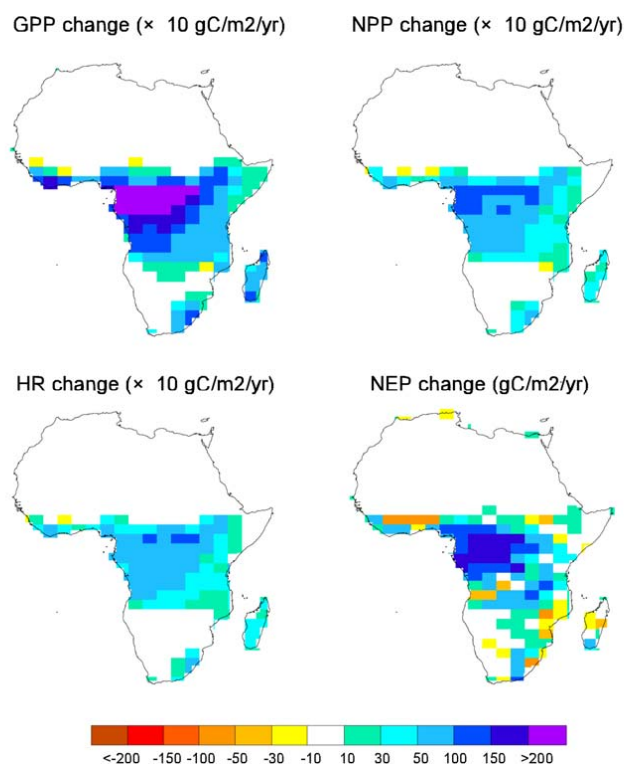 GPP change (× 10 gC/m2/yr) NPP change (× 10 gC/m2/yr)
HR change (× 10 gC/m2/yr) NEP change (gC/m2/yr)
<-200 -150 -100 -50 -30 -10 10 30 50 100 150 >200